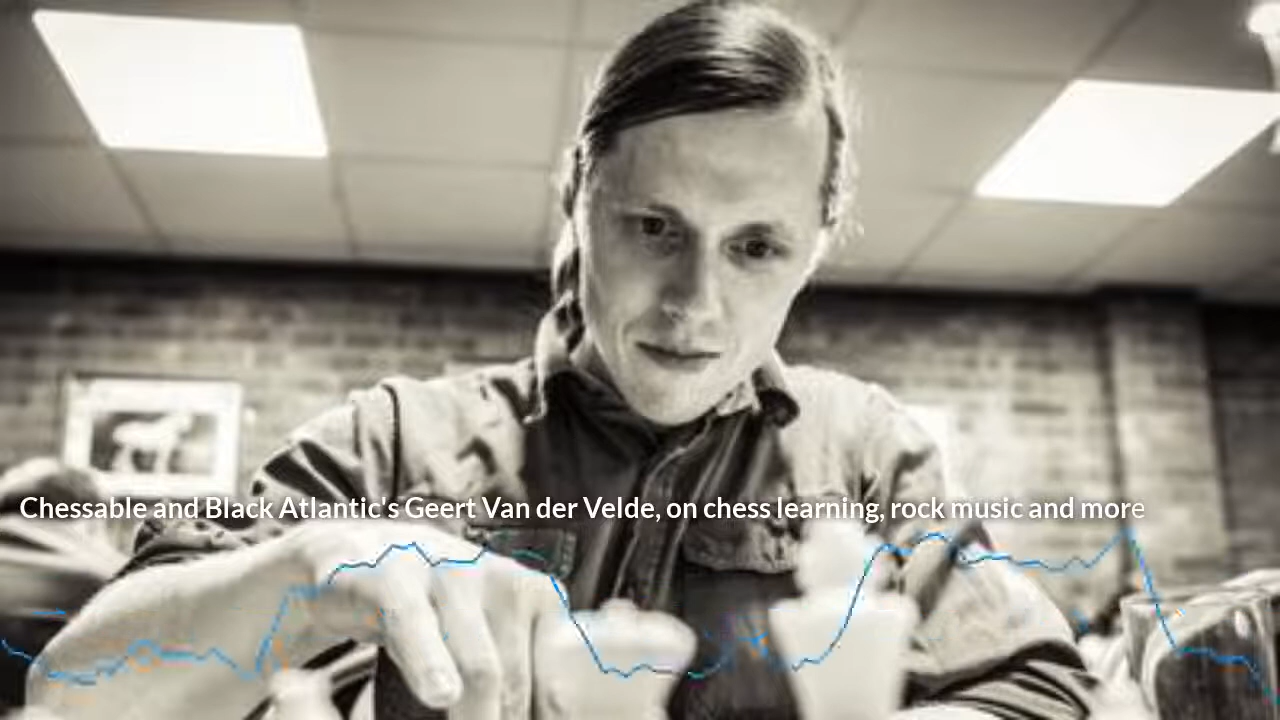 Chessable and Black Atlantic's Geert Van der Velde, on chess learning, rock music and more